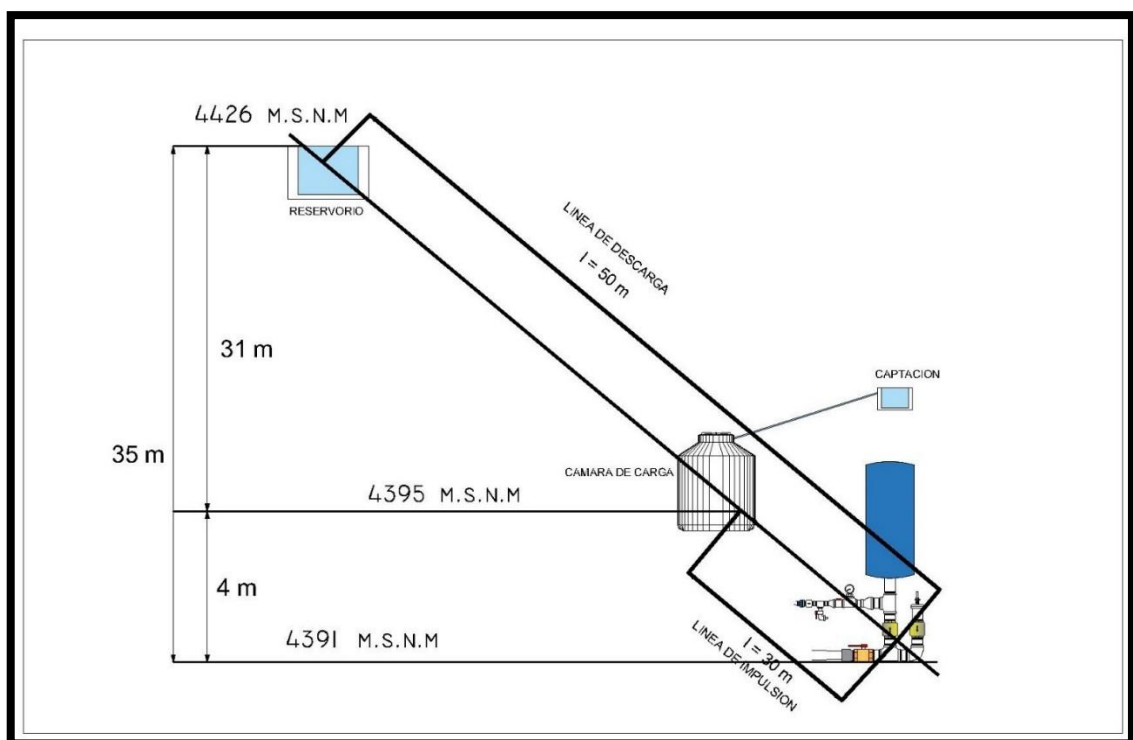 4426 M.S.N.M
RESERVORIO
LINEA DE DESCARGA
l = 50 m
31 m
CAPTACION
35 m
CAMARA DE CARGA
4395 M.S.N.M
4 m
4391 M.S.N.M
l = 30 m
LINEA DE IMPULSION